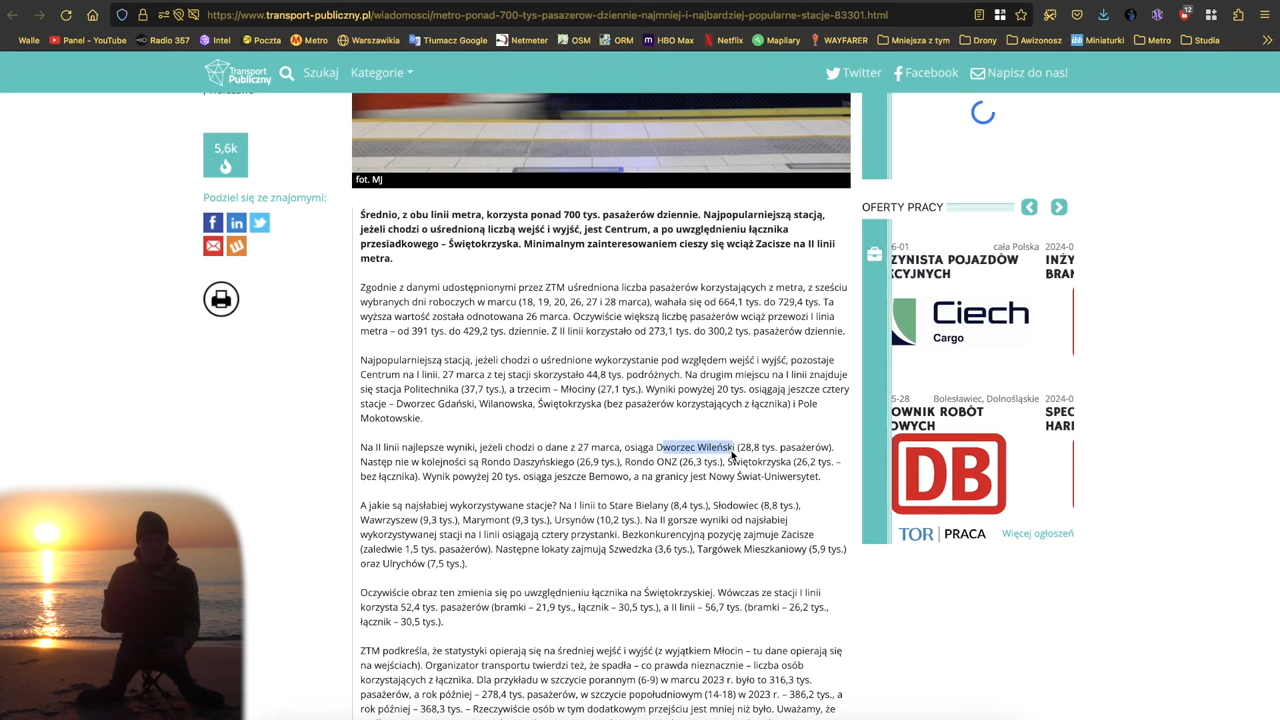 https://www.transport-publiczny.pl/wiadomosci/metro-ponad-700-tys-pasazerow-dziennie-najmniej-i-najbardziej-popularne-stacje-83301.html
12
Walle Panel - YouTube Radio 357 Intel Poczta Metro Warszawikia Tłumacz Google Netmeter OSM ORM HBO Max Netflix Mapilary WAYFARER Mniejsza z tym Drony Awizonosz Miniaturki Metro Studia
Transport Publiczny Szukaj Kategorie Twitter Facebook Napisz do nas!
fot. MJ
5,6k
Podziel się ze znajomymi:
Średnio, z obu linii metra, korzysta ponad 700 tys. pasażerów dziennie. Najpopularniejszą stacją,
jeżeli chodzi o uśrednioną liczbę wejść i wyjść, jest Centrum, a po uwzględnieniu łącznika
przesiadkowego – Świętokrzyska. Minimalnym zainteresowaniem cieszy się wciąż Zacisze na II linii
metra.
Zgodnie z danymi udostępnionymi przez ZTM uśredniona liczba pasażerów korzystających z metra, z sześciu
wybranych dni roboczych w marcu (18, 19, 20, 26, 27 i 28 marca), wahała się od 664,1 tys. do 729,4 tys. Ta
wyższa wartość została odnotowana 26 marca. Oczywiście większą liczbę pasażerów wciąż przewozi I linia
metra – od 391 tys. do 429,2 tys. dziennie. Z II linii korzystało od 273,1 tys. do 300,2 tys. pasażerów dziennie.
Najpopularniejszą stacją, jeżeli chodzi o uśrednione wykorzystanie pod względem wejść i wyjść, pozostaje
Centrum na I linii. 27 marca z tej stacji skorzystało 44,8 tys. podróżnych. Na drugim miejscu na I linii znajduje
się stacja Politechnika (37,7 tys.), a trzecim – Młociny (27,1 tys.). Wyniki powyżej 20 tys. osiągają jeszcze cztery
stacje – Dworzec Gdański, Wilanowska, Świętokrzyska (bez pasażerów korzystających z łącznika) i Pole
Mokotowskie.
Na II linii najlepsze wyniki, jeżeli chodzi o dane z 27 marca, osiąga Dworzec Wileński (28,8 tys. pasażerów).
Następ nie w kolejności są Rondo Daszyńskiego (26,9 tys.), Rondo ONZ (26,3 tys.), Świętokrzyska (26,2 tys. –
bez łącznika). Wynik powyżej 20 tys. osiąga jeszcze Bemowo, a na granicy jest Nowy Świat-Uniwersytet.
A jakie są najsłabiej wykorzystywane stacje? Na I linii to Stare Bielany (8,4 tys.), Słodowiec (8,8 tys.),
Wawrzyszew (9,3 tys.), Marymont (9,3 tys.), Ursynów (10,2 tys.). Na II gorsze wyniki od najsłabiej
wykorzystywanej stacji na I linii osiągają cztery przystanki. Bezkonkurencyjną pozycję zajmuje Zacisze
(zaledwie 1,5 tys. pasażerów). Następne lokaty zajmują Szwedzka (3,6 tys.), Targówek Mieszkaniowy (5,9 tys.)
oraz Ulrychów (7,5 tys.).
Oczywiście obraz ten zmienia się po uwzględnieniu łącznika na Świętokrzyskiej. Wówczas ze stacji I linii
korzysta 52,4 tys. pasażerów (bramki – 21,9 tys., łącznik – 30,5 tys.), a II linii – 56,7 tys. (bramki – 26,2 tys.,
łącznik – 30,5 tys.).
ZTM podkreśla, że statystyki opierają się na średniej wejść i wyjść (z wyjątkiem Młocin – tu dane opierają się
na wejściach). Organizator transportu twierdzi też, że spadła – co prawda nieznacznie – liczba osób
korzystających z łącznika. Dla przykładu w szczycie porannym (6-9) w marcu 2023 r. było to 316,3 tys.
pasażerów, a rok później – 278,4 tys. pasażerów, w szczycie popołudniowym (14-18) w 2023 r. – 386,2 tys., a
rok później – 368,3 tys. – Rzeczywiście osób w tym dodatkowym przejściu jest mniej niż było. Uważamy, że
OFERTY PRACY
6-01 cała Polska 2024-0
ZYNISTA POJAZDÓW INŻY
KCYJNYCH BRAN
Ciech
Cargo
5-28 Bolesławiec, Dolnośląskie 2024-0
OWNIK ROBÓT SPEC
OWYCH HARI
DB
TOR PRACA Więcej ogłoszeń